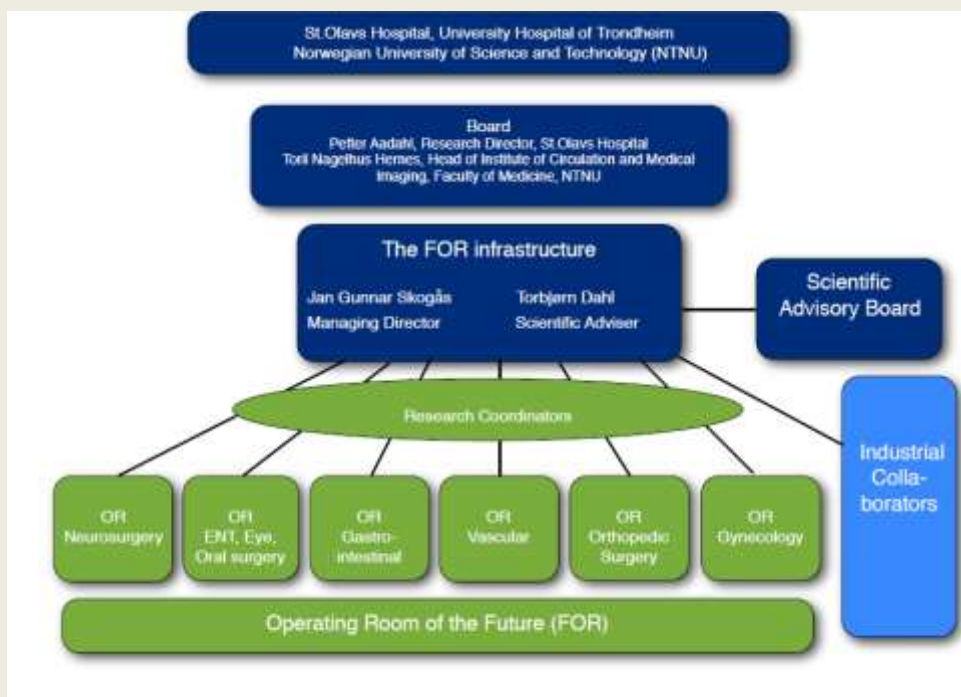 St.Olavs Hospital, University Hospital of Trondheim
Norwegian University of Science and Technology (NTNU)
Board
Petter Aadahl, Research Director, St.Olavs Hospital
Toril Nagelhus Hernes, Head of Institute of Circulation and Medical
Imaging, Faculty of Medicine, NTNU
The FOR infrastructure
Jan Gunnar Skogås
Managing Director
Torbjørn Dahl
Scientific Adviser
Scientific
Advisory Board
Research Coordinators
Industrial
Colla-
borators
OR
Neurosurgery
OR
ENT, Eye,
Oral surgery
OR
Gastro-
intestinal
OR
Vascular
OR
Orthopedic
Surgery
OR
Gynecology
Operating Room of the Future (FOR)